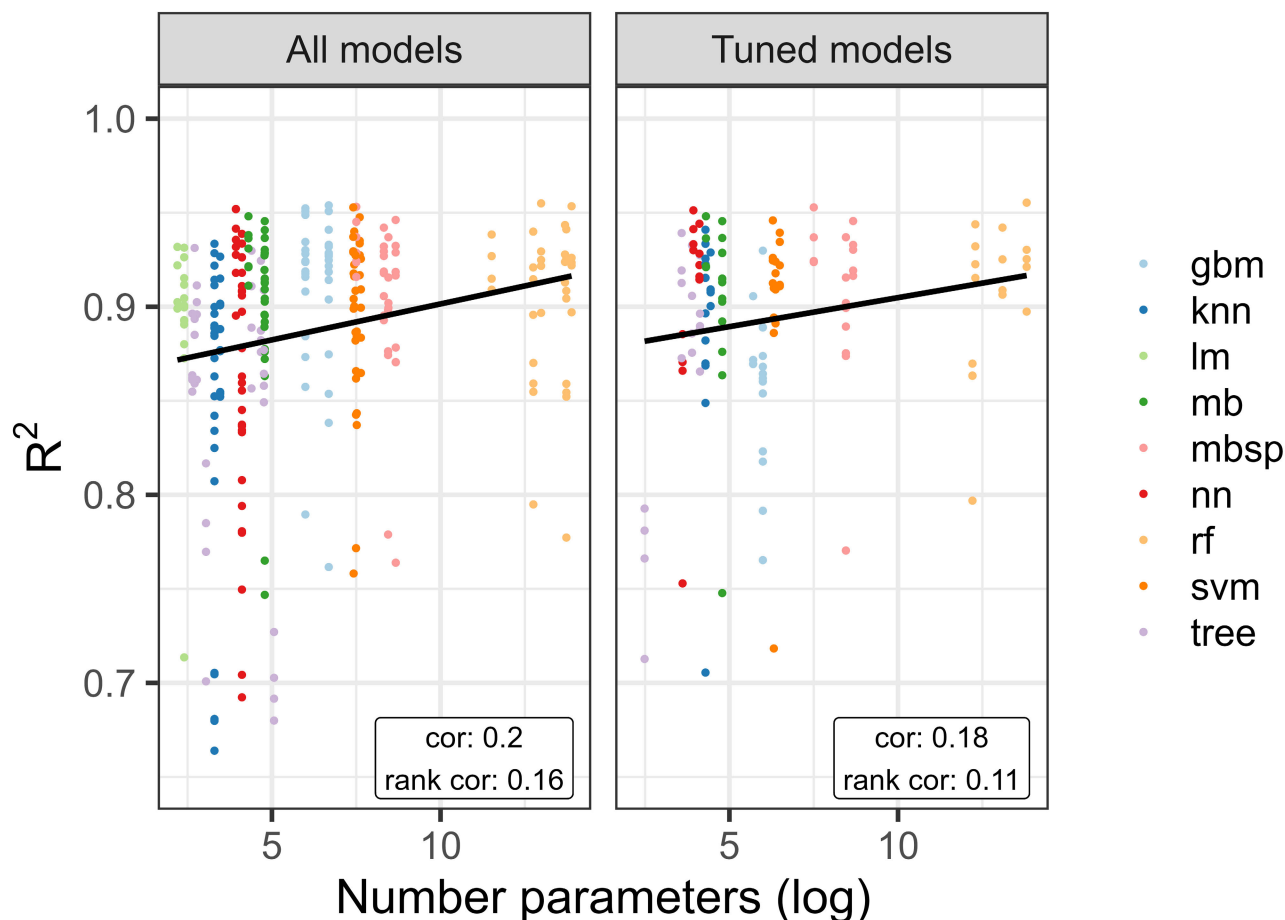 All models
Tuned models
1.0
0.9
0.8
0.7
R²
cor: 0.2
rank cor: 0.16
cor: 0.18
rank cor: 0.11
5
10
5
10
Number parameters (log)
gbm
knn
lm
mb
mbsp
nn
rf
svm
tree